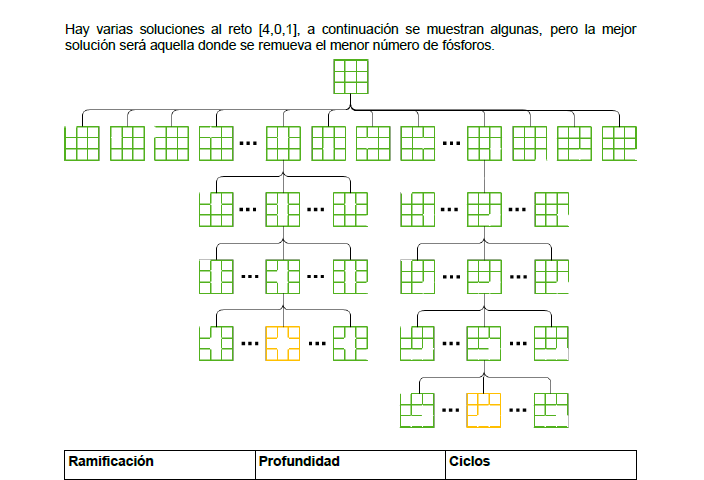 Hay varias soluciones al reto [4,0,1], a continuación se muestran algunas, pero la mejor
solución será aquella donde se remueva el menor número de fósforos.
Ramificación
Profundidad
Ciclos